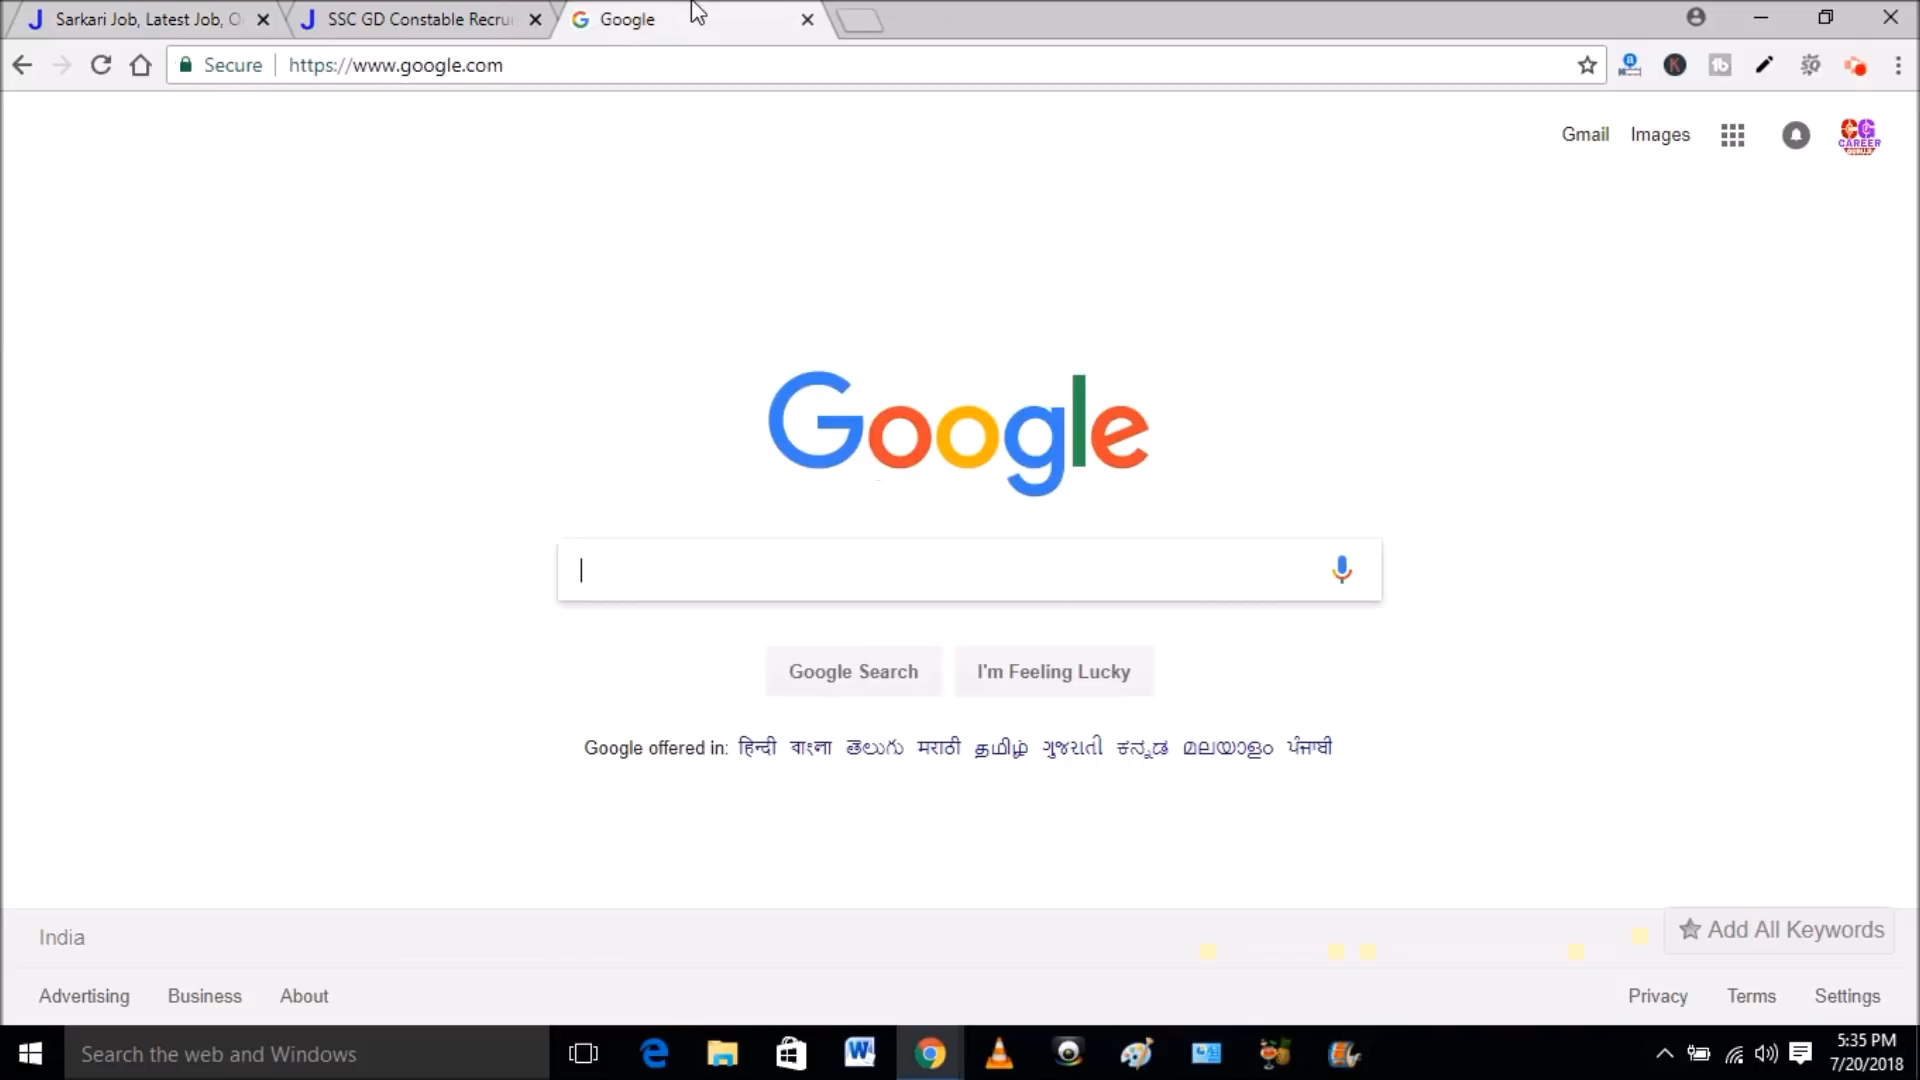 Sarkari Job, Latest Job, O
SSC GD Constable Recru
Google
Secure https://www.google.com
Gmail Images
CG CAREER
Google
Google Search I'm Feeling Lucky
Google offered in: हिन्दी বাংলা తెలుగు मराठी தமிழ் ગુજરાતી ಕನ್ನಡ മലയാളം ਪੰਜਾਬੀ
India
Add All Keywords
Advertising Business About
Privacy Terms Settings
Search the web and Windows
5:35 PM
7/20/2018